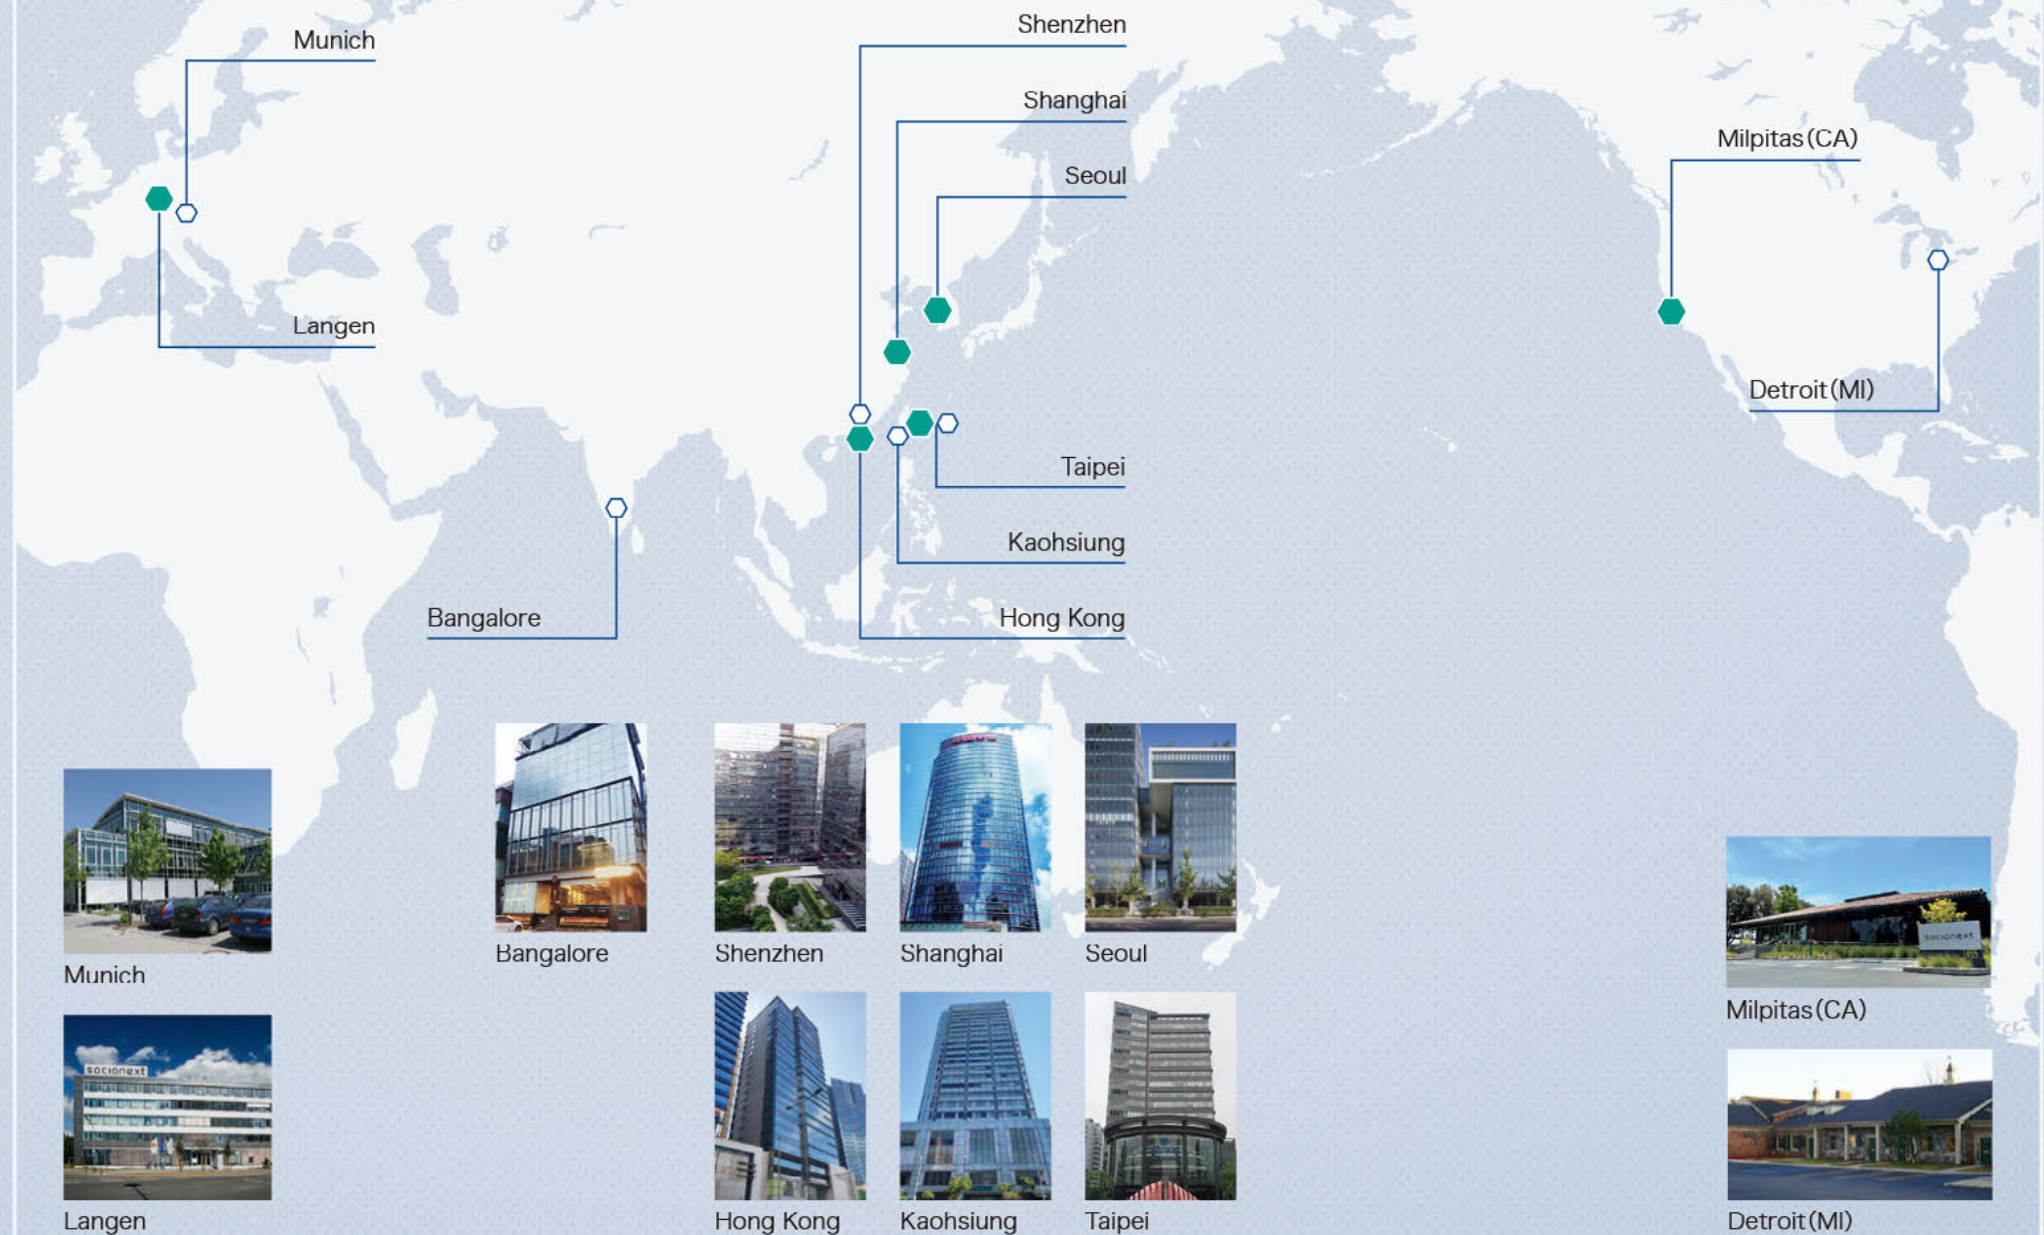 Munich
Shenzhen
Shanghai
Milpitas (CA)
Seoul
Langen
Detroit (MI)
Taipei
Kaohsiung
Bangalore
Hong Kong
socionext
Bangalore
Shenzhen
Shanghai
Seoul
Munich
Milpitas (CA)
socionext
Langen
Hong Kong
Kaohsiung
Taipei
Detroit (MI)